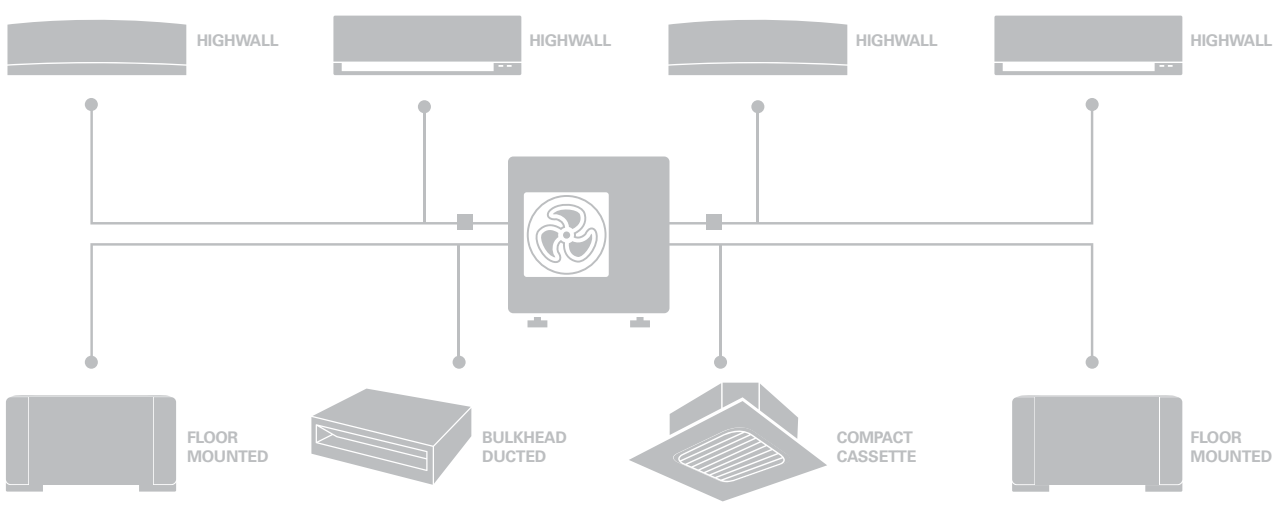 HIGHWALL
HIGHWALL
HIGHWALL
HIGHWALL
FLOOR
MOUNTED
BULKHEAD
DUCTED
COMPACT
CASSETTE
FLOOR
MOUNTED